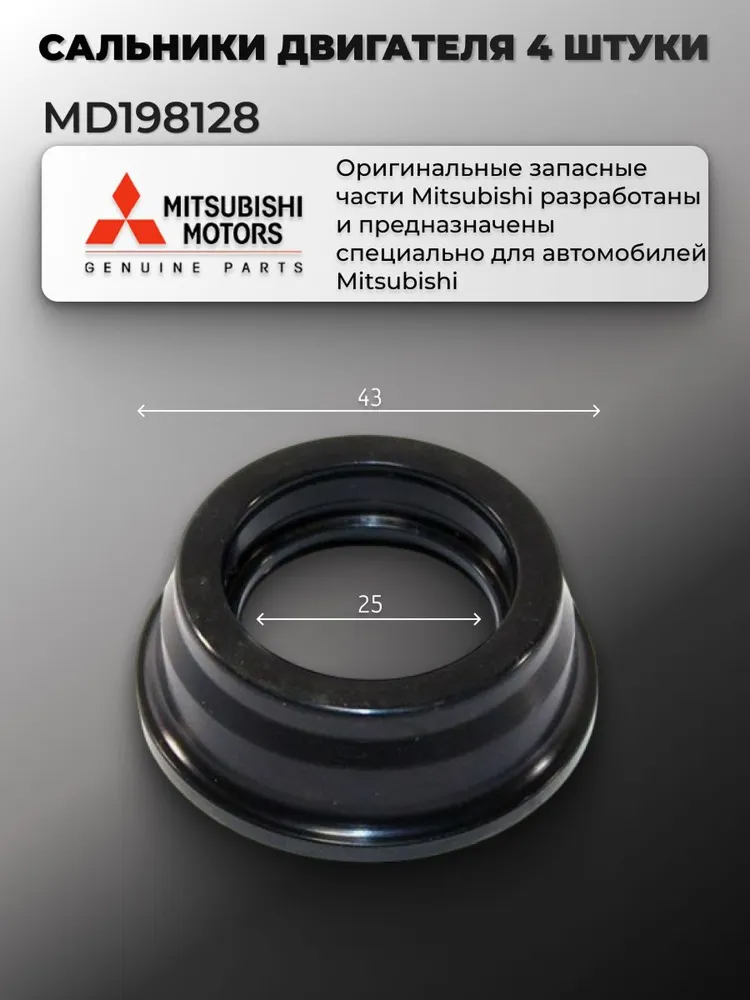 САЛЬНИКИ ДВИГАТЕЛЯ 4 ШТУКИ
MD198128
MITSUBISHI
MOTORS
GENUINE PARTS
Оригинальные запасные
части Mitsubishi разработаны
и предназначены
специально для автомобилей
Mitsubishi
43
25